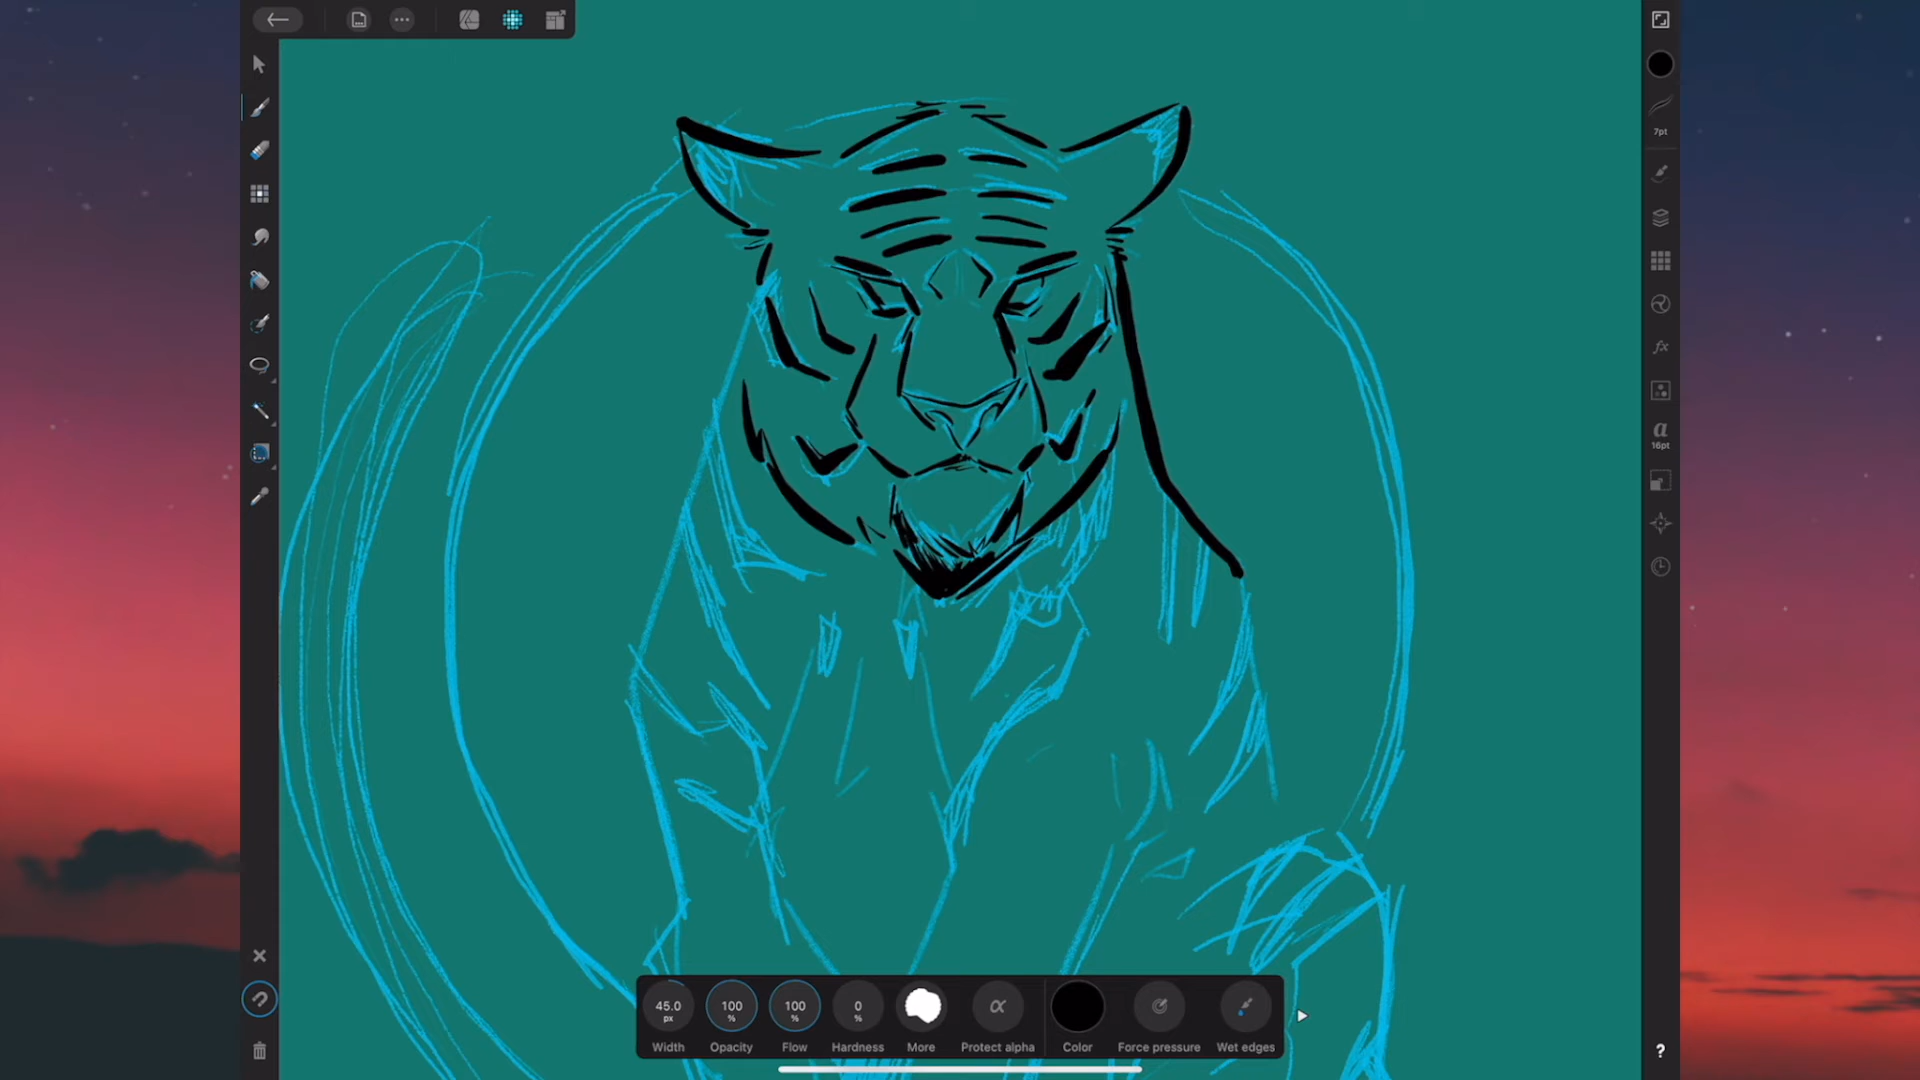 7pt
fx
a
16pt
45.0
px
100
%
100
%
0
%
α
Width
Opacity
Flow
Hardness
More
Protect alpha
Color
Force pressure
Wet edges
?